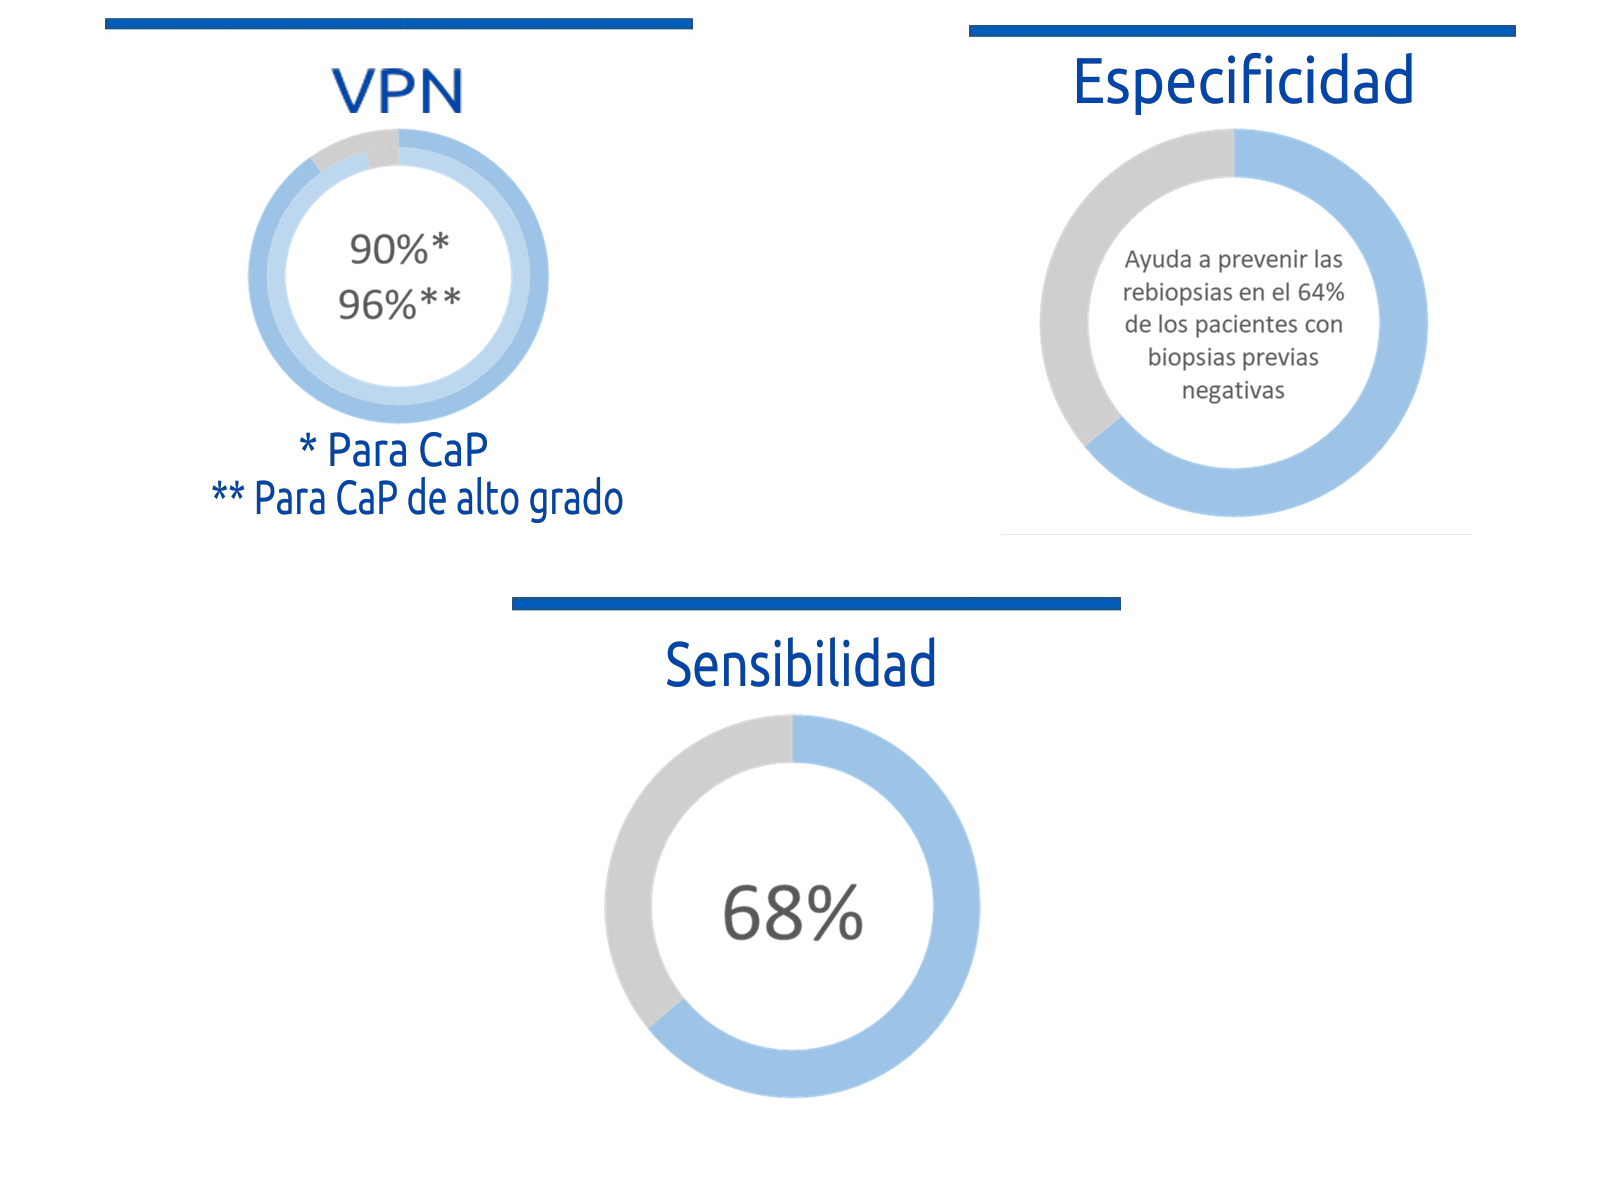 VPN
90%*
96%**
* Para CaP
** Para CaP de alto grado
Especificidad
Ayuda a prevenir las
rebiopsias en el 64%
de los pacientes con
biopsias previas
negativas
Sensibilidad
68%